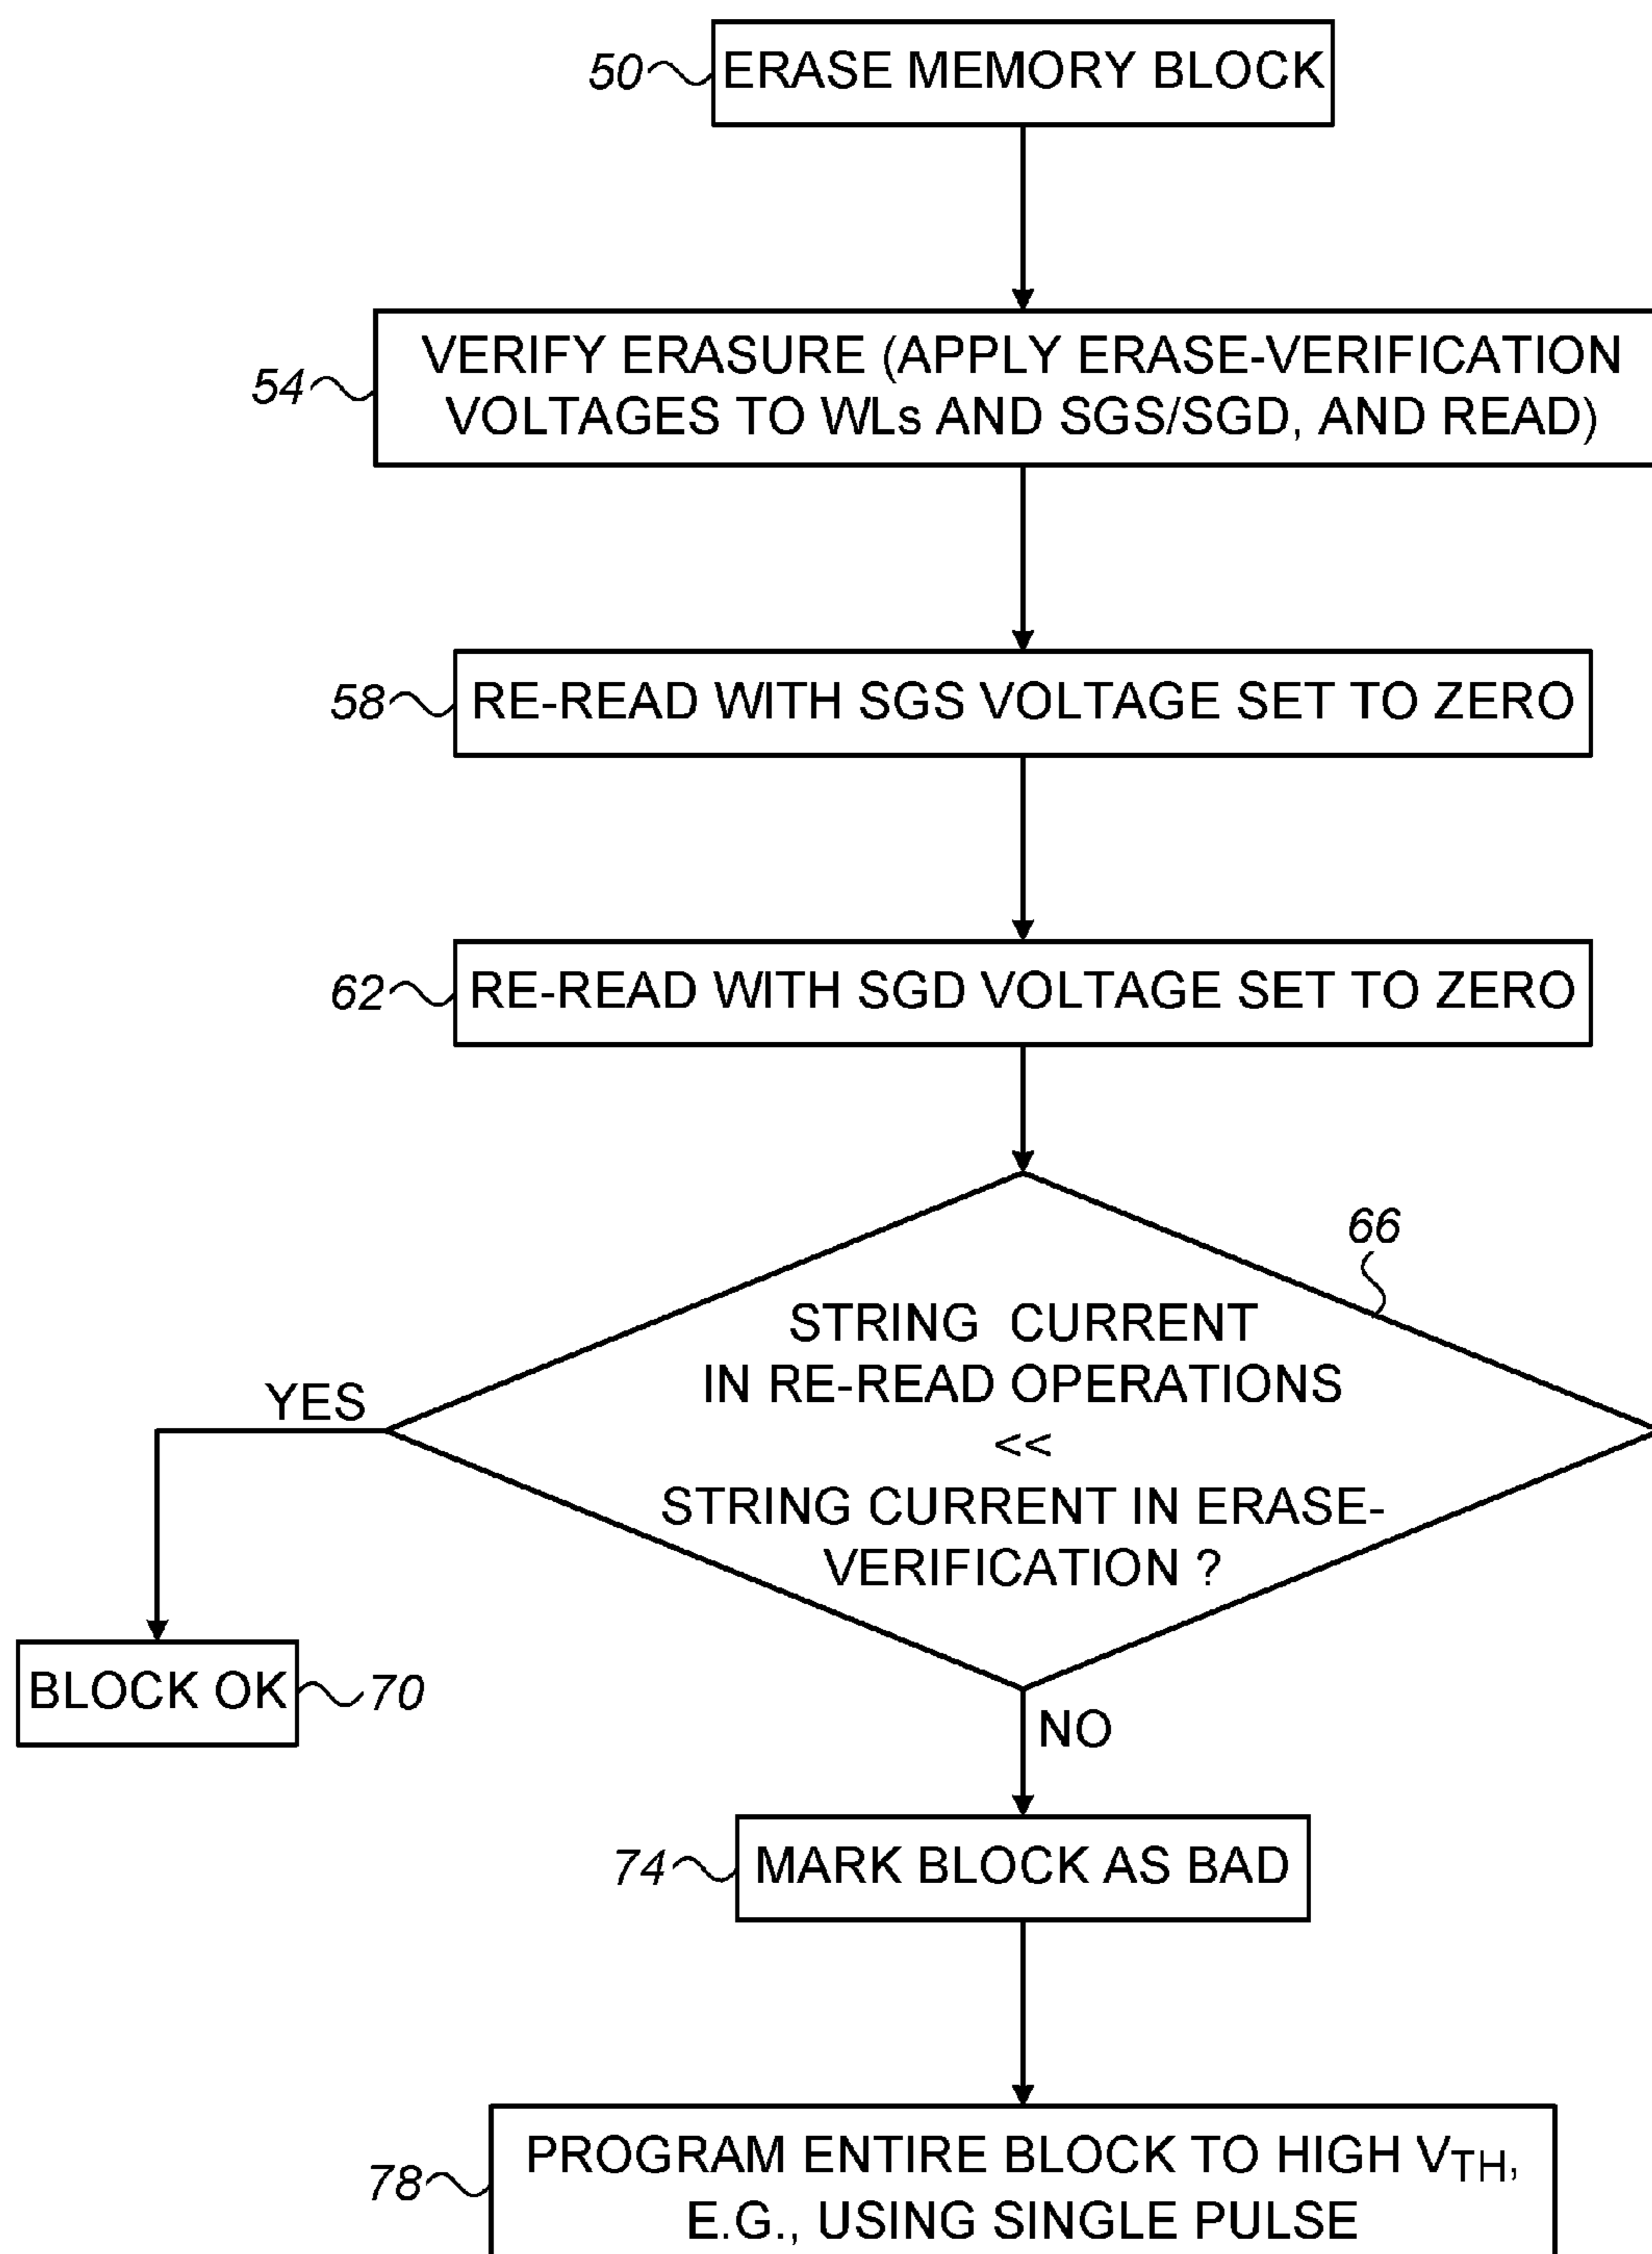 50
ERASE MEMORY BLOCK
54
VERIFY ERASURE (APPLY ERASE-VERIFICATION
VOLTAGES TO WLs AND SGS/SGD, AND READ)
58
RE-READ WITH SGS VOLTAGE SET TO ZERO
62
RE-READ WITH SGD VOLTAGE SET TO ZERO
66
STRING CURRENT
IN RE-READ OPERATIONS
<<
STRING CURRENT IN ERASE-
VERIFICATION ?
YES
BLOCK OK
70
NO
74
MARK BLOCK AS BAD
78
PROGRAM ENTIRE BLOCK TO HIGH VTH,
E.G., USING SINGLE PULSE